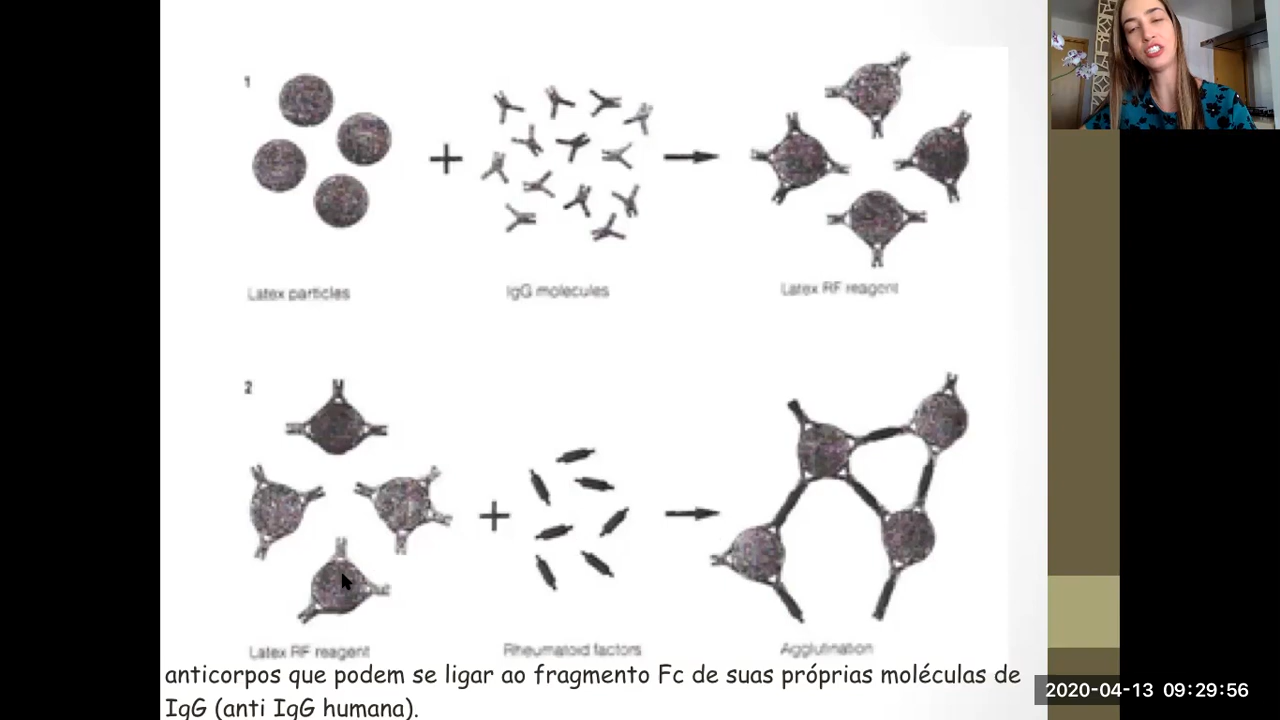 1
Latex particles
+
IgG molecules
Latex RF reagent
2
Latex RF reagent
+
Rheumatoid factors
Agglutination
anticorpos que podem se ligar ao fragmento Fc de suas próprias moléculas de
IgG (anti IgG humana).
2020-04-13 09:29:56